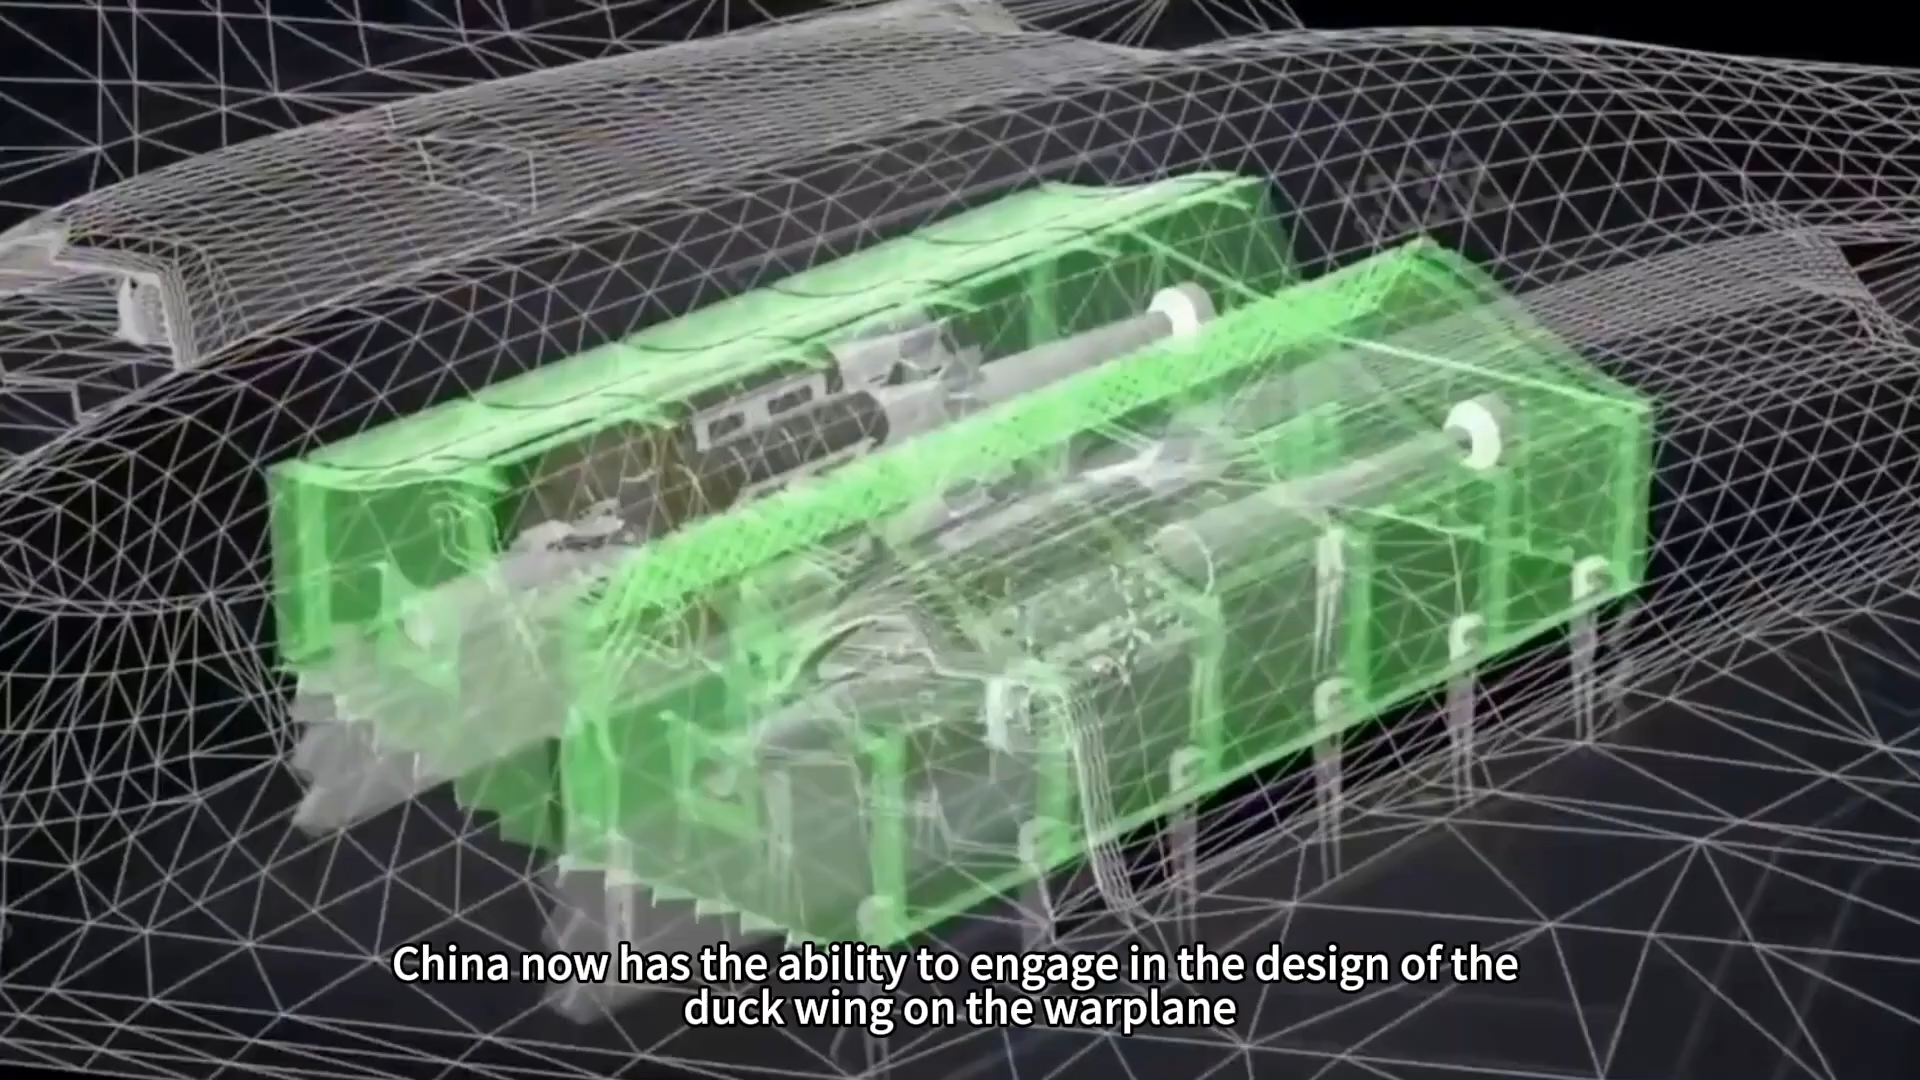 China now has the ability to engage in the design of the
duck wing on the warplane